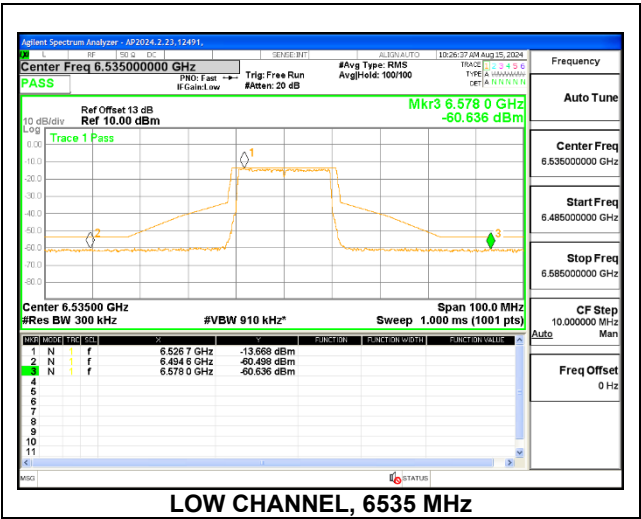 Agilent Spectrum Analyzer - AP2024.2.23,12491,
L RF 50 Ω DC SENSE:INT ALIGNAUTO 10:26:37 AM Aug 15, 2024
Center Freq 6.535000000 GHz #Avg Type: RMS TRACE 1 2 3 4 5 6
PNO: Fast Trig: Free Run Avg|Hold: 100/100 TYPE A
PASS IFGain:Low #Atten: 20 dB DET A N N N N N
Frequency
Auto Tune
Mkr3 6.578 0 GHz
Ref Offset 13 dB
10 dB/div Ref 10.00 dBm -60.636 dBm
Log
Trace 1 Pass
0.00
-10.0
-20.0
-30.0
-40.0
-50.0
-60.0
-70.0
-80.0
1
2
3
Center 6.53500 GHz Span 100.0 MHz
#Res BW 300 kHz #VBW 910 kHz* Sweep 1.000 ms (1001 pts)
Center Freq
6.535000000 GHz
Start Freq
6.485000000 GHz
Stop Freq
6.585000000 GHz
CF Step
10.000000 MHz
Auto Man
Freq Offset
0 Hz
MKR MODE TRC SCL X Y FUNCTION FUNCTION WIDTH FUNCTION VALUE
1 N 1 f 6.526 7 GHz -13.668 dBm
2 N 1 f 6.494 6 GHz -60.498 dBm
3 N 1 f 6.578 0 GHz -60.636 dBm
4
5
6
7
8
9
10
11
MSG STATUS
LOW CHANNEL, 6535 MHz